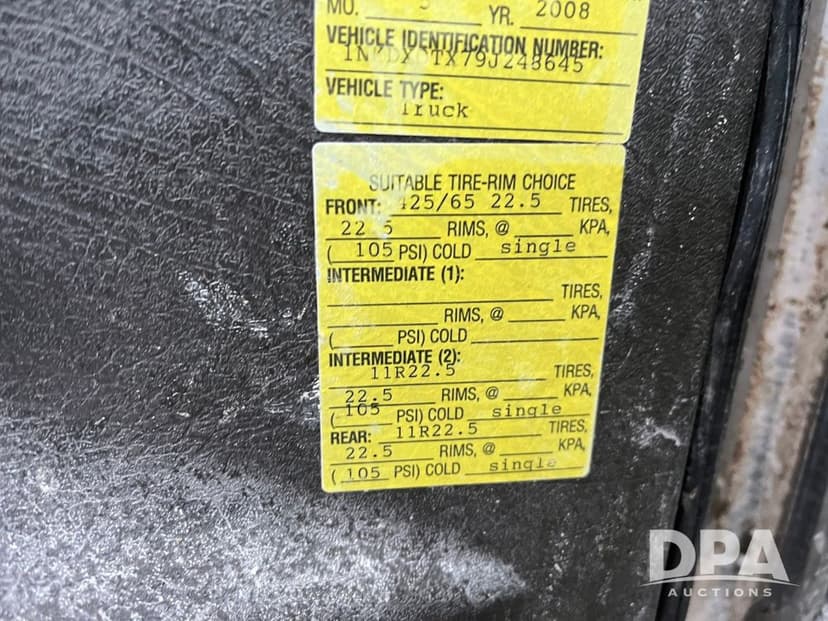 MO. YR. 2008
VEHICLE IDENTIFICATION NUMBER:
VEHICLE TYPE:
Truck
SUITABLE TIRE-RIM CHOICE
FRONT: 425/65 22.5 TIRES,
22.5 RIMS, @ KPA,
( 105 PSI) COLD single
INTERMEDIATE (1):
TIRES,
RIMS, @ KPA,
( PSI) COLD
INTERMEDIATE (2):
11R22.5 TIRES,
22.5 RIMS, @ KPA,
( 105 PSI) COLD single
REAR: 11R22.5 TIRES,
22.5 RIMS, @ KPA,
( 105 PSI) COLD single
DPA
AUCTIONS